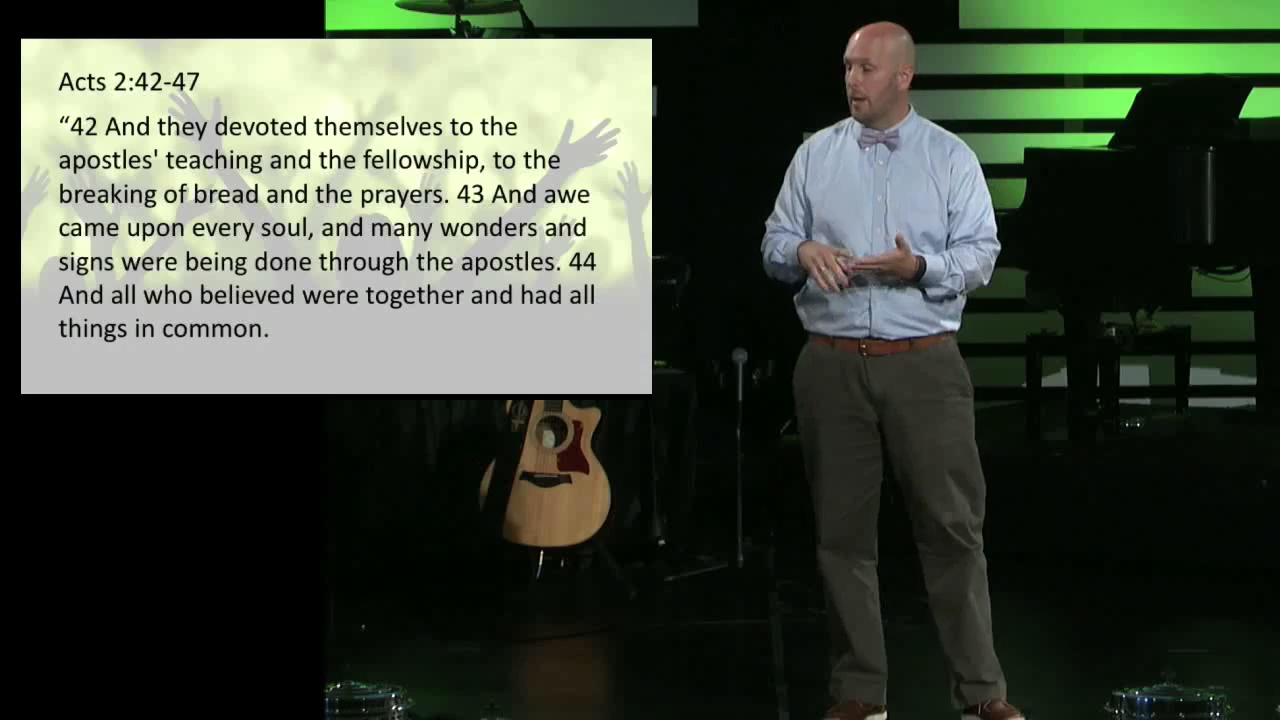 Acts 2:42-47
“42 And they devoted themselves to the
apostles' teaching and the fellowship, to the
breaking of bread and the prayers. 43 And awe
came upon every soul, and many wonders and
signs were being done through the apostles. 44
And all who believed were together and had all
things in common.